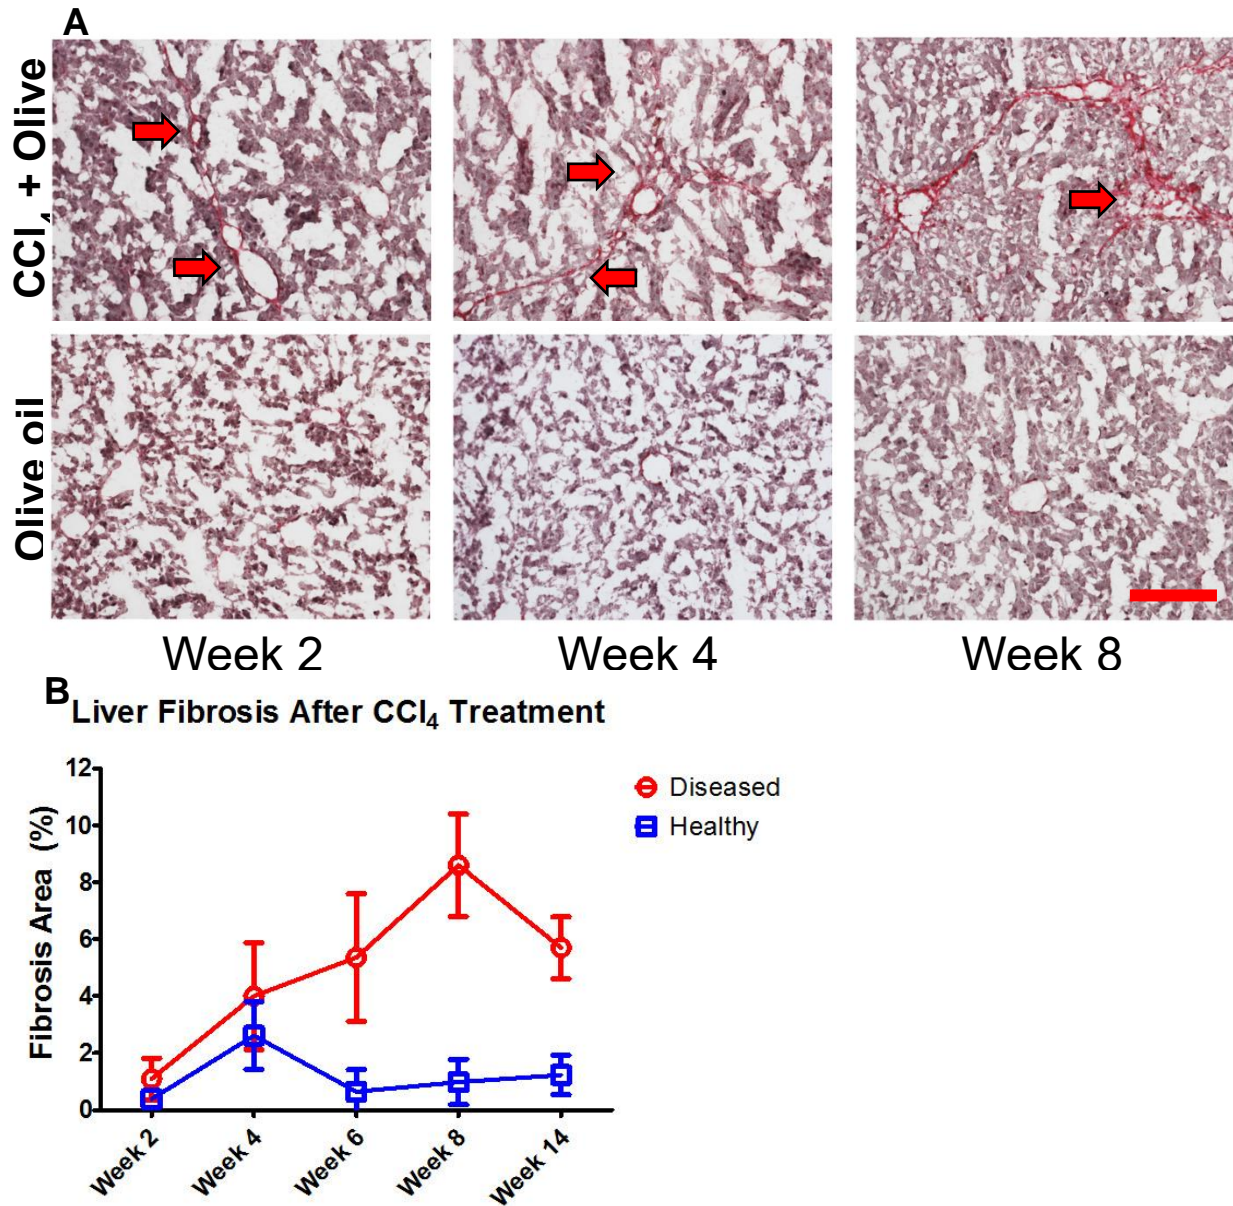 A
CCl₄ + Olive
Olive oil
Week 2
Week 4
Week 8
B
Liver Fibrosis After CCl₄ Treatment
Fibrosis Area (%)
12
10
8
6
4
2
0
Week 2
Week 4
Week 6
Week 8
Week 14
Diseased
Healthy